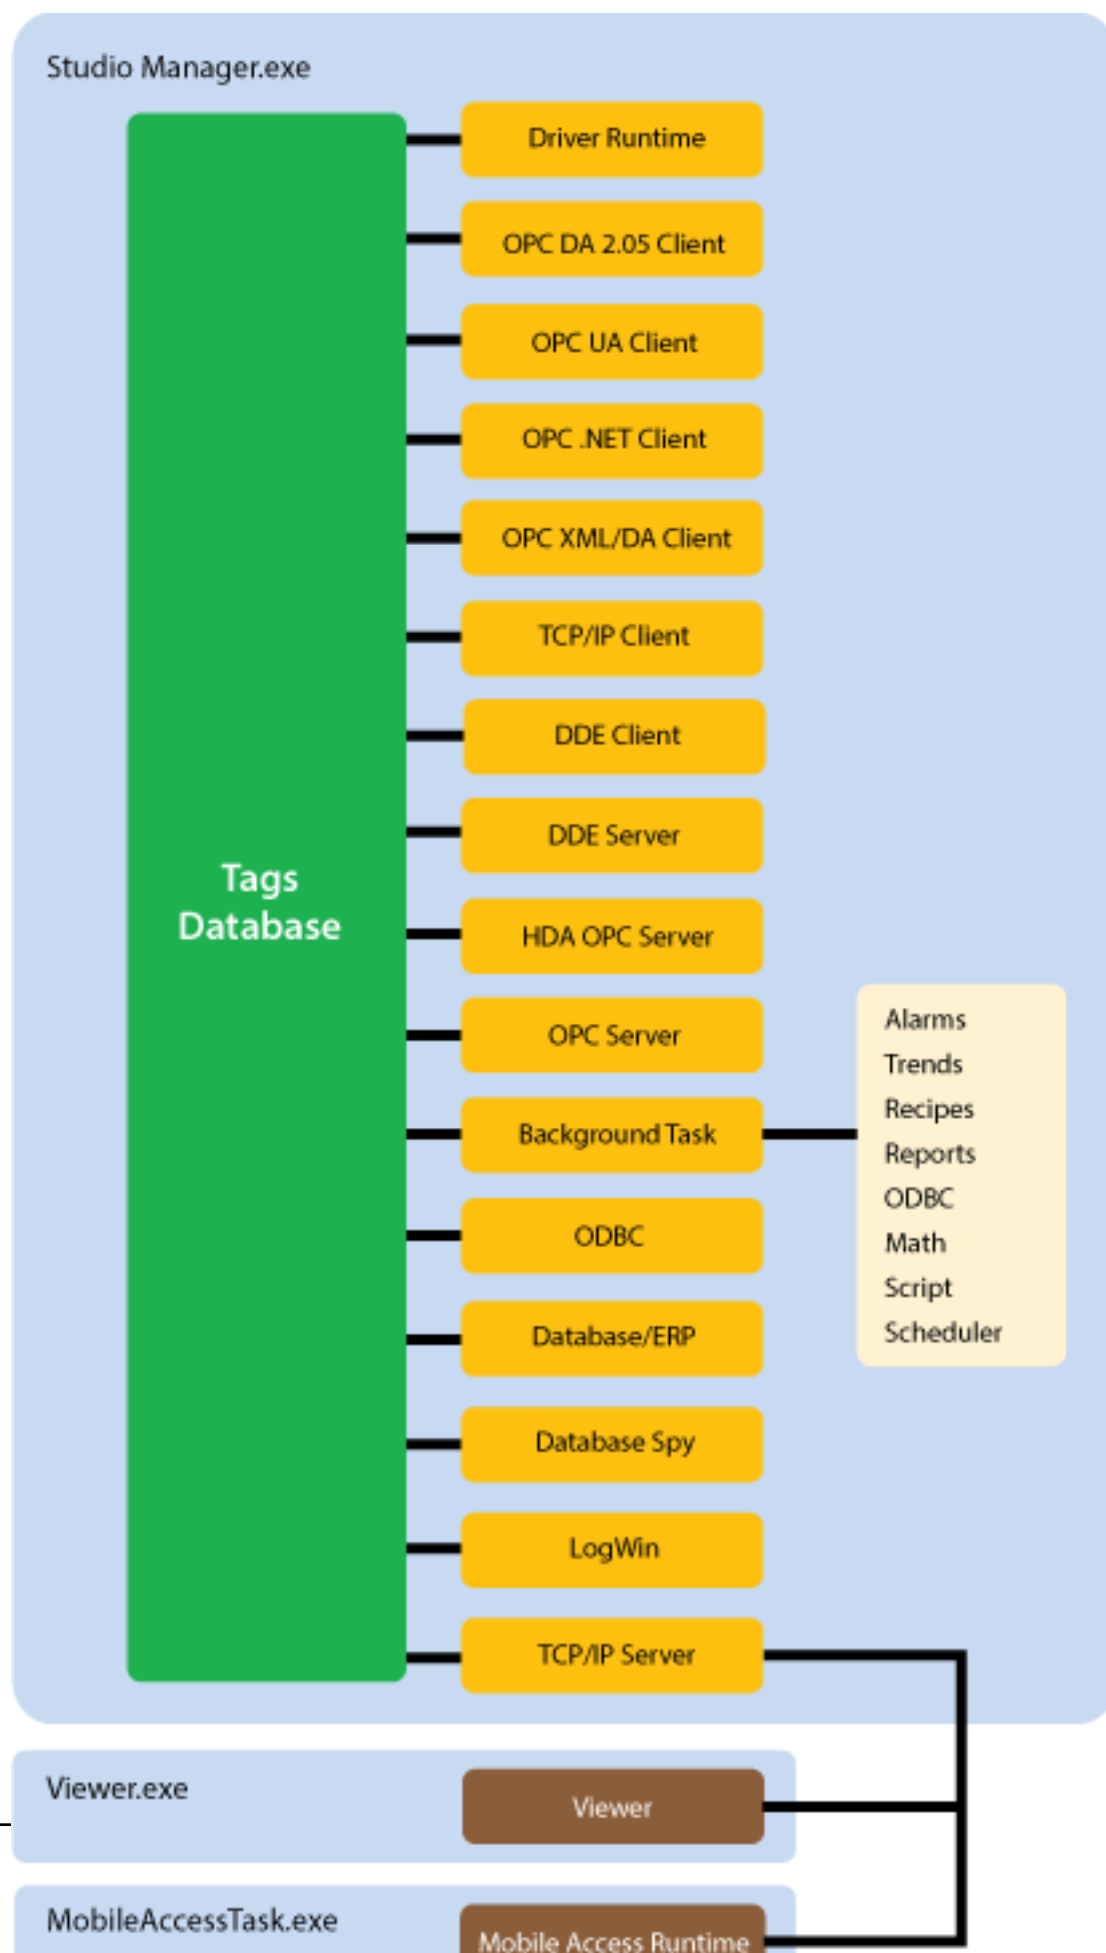 Studio Manager.exe
Driver Runtime
OPC DA 2.05 Client
OPC UA Client
OPC .NET Client
OPC XML/DA Client
TCP/IP Client
DDE Client
DDE Server
Tags
Database
HDA OPC Server
OPC Server
Background Task
Alarms
Trends
Recipes
Reports
ODBC
Math
Script
Scheduler
ODBC
Database/ERP
Database Spy
LogWin
TCP/IP Server
Viewer.exe
Viewer
MobileAccessTask.exe
Mobile Access Runtime